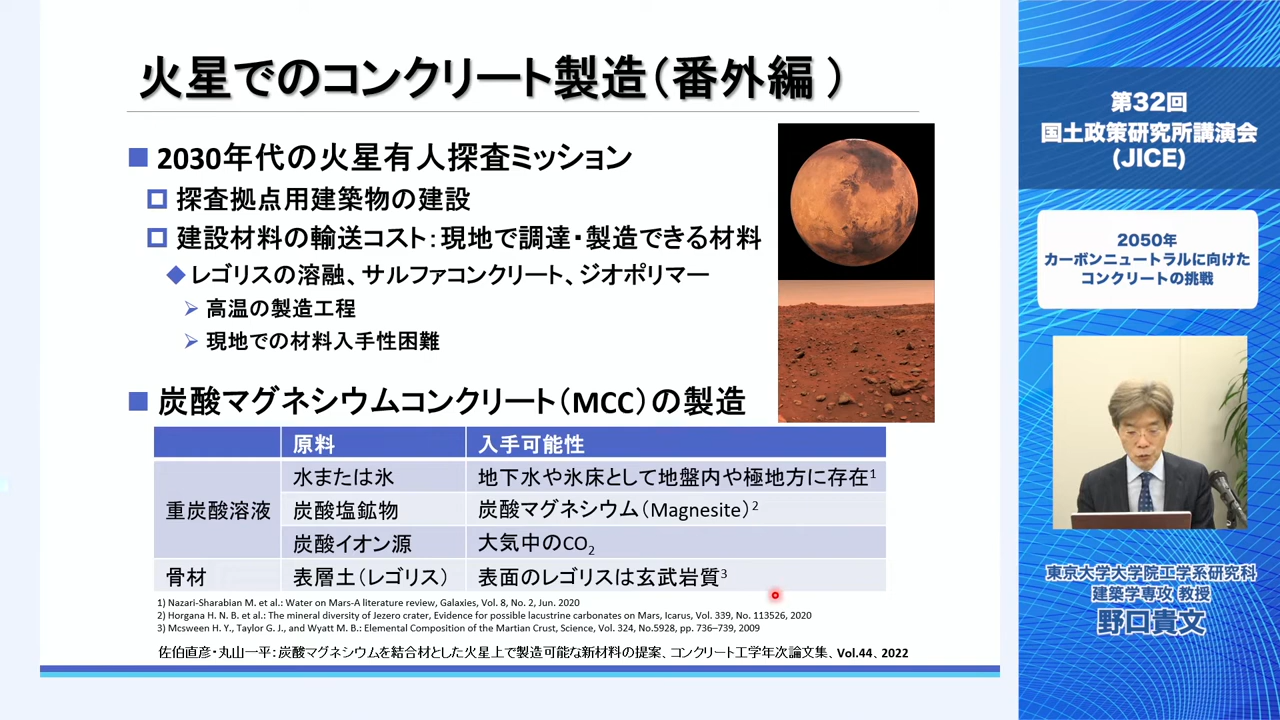 火星でのコンクリート製造（番外編 ）
2030年代の火星有人探査ミッション
探査拠点用建築物の建設
建設材料の輸送コスト：現地で調達・製造できる材料
レゴリスの溶融、サルファコンクリート、ジオポリマー
高温の製造工程
現地での材料入手性困難
炭酸マグネシウムコンクリート（MCC）の製造
原料 入手可能性
重炭酸溶液 水または氷 地下水や氷床として地盤内や極地方に存在1
炭酸塩鉱物 炭酸マグネシウム（Magnesite）2
炭酸イオン源 大気中のCO2
骨材 表層土（レゴリス） 表面のレゴリスは玄武岩質3
1) Nazari-Sharabian M. et al.: Water on Mars-A literature review, Galaxies, Vol. 8, No. 2, Jun. 2020
2) Horgana H. N. B. et al.: The mineral diversity of Jezero crater, Evidence for possible lacustrine carbonates on Mars, Icarus, Vol. 339, No. 113526, 2020
3) Mcsween H. Y., Taylor G. J., and Wyatt M. B.: Elemental Composition of the Martian Crust, Science, Vol. 324, No.5928, pp. 736–739, 2009
佐伯直彦・丸山一平：炭酸マグネシウムを結合材とした火星上で製造可能な新材料の提案、コンクリート工学年次論文集、Vol.44、2022
第32回
国土政策研究所講演会
(JICE)
2050年
カーボンニュートラルに向けた
コンクリートの挑戦
東京大学大学院工学系研究科
建築学専攻 教授
野口貴文